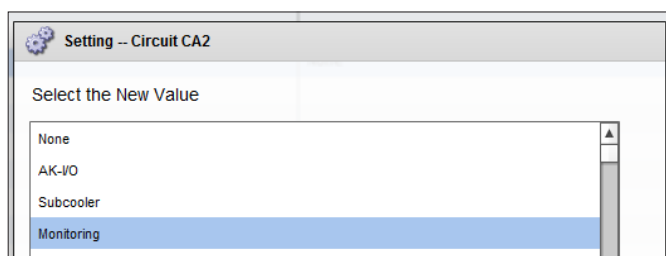 Setting -- Circuit CA2
Select the New Value
None
AK-I/O
Subcooler
Monitoring